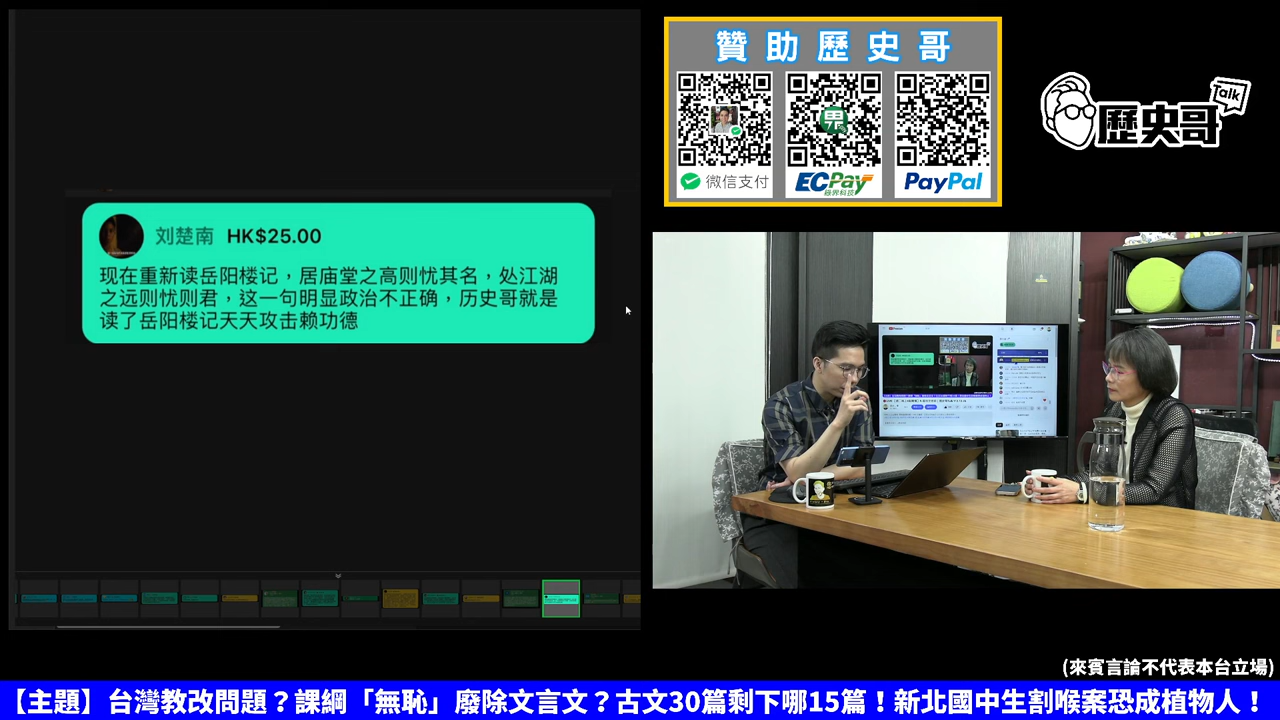 刘楚南 HK$25.00
现在重新读岳阳楼记，居庙堂之高则忧其名，处江湖
之远则忧则君，这一句明显政治不正确，历史哥就是
读了岳阳楼记天天攻击赖功德
贊助歷史哥
微信支付
ECPay
綠界科技
PayPal
歷史哥
Talk
(來賓言論不代表本台立場)
【主題】台灣教改問題？課綱「無恥」廢除文言文？古文30篇剩下哪15篇！新北國中生割喉案恐成植物人！